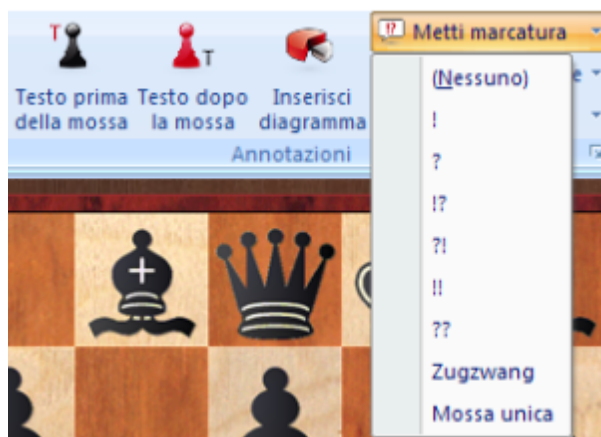 Metti marcatura
Testo prima
della mossa
Testo dopo
la mossa
Inserisci
diagramma
Annotazioni
(Nessuno)
!
?
!?
?!
!!
??
Zugzwang
Mossa unica